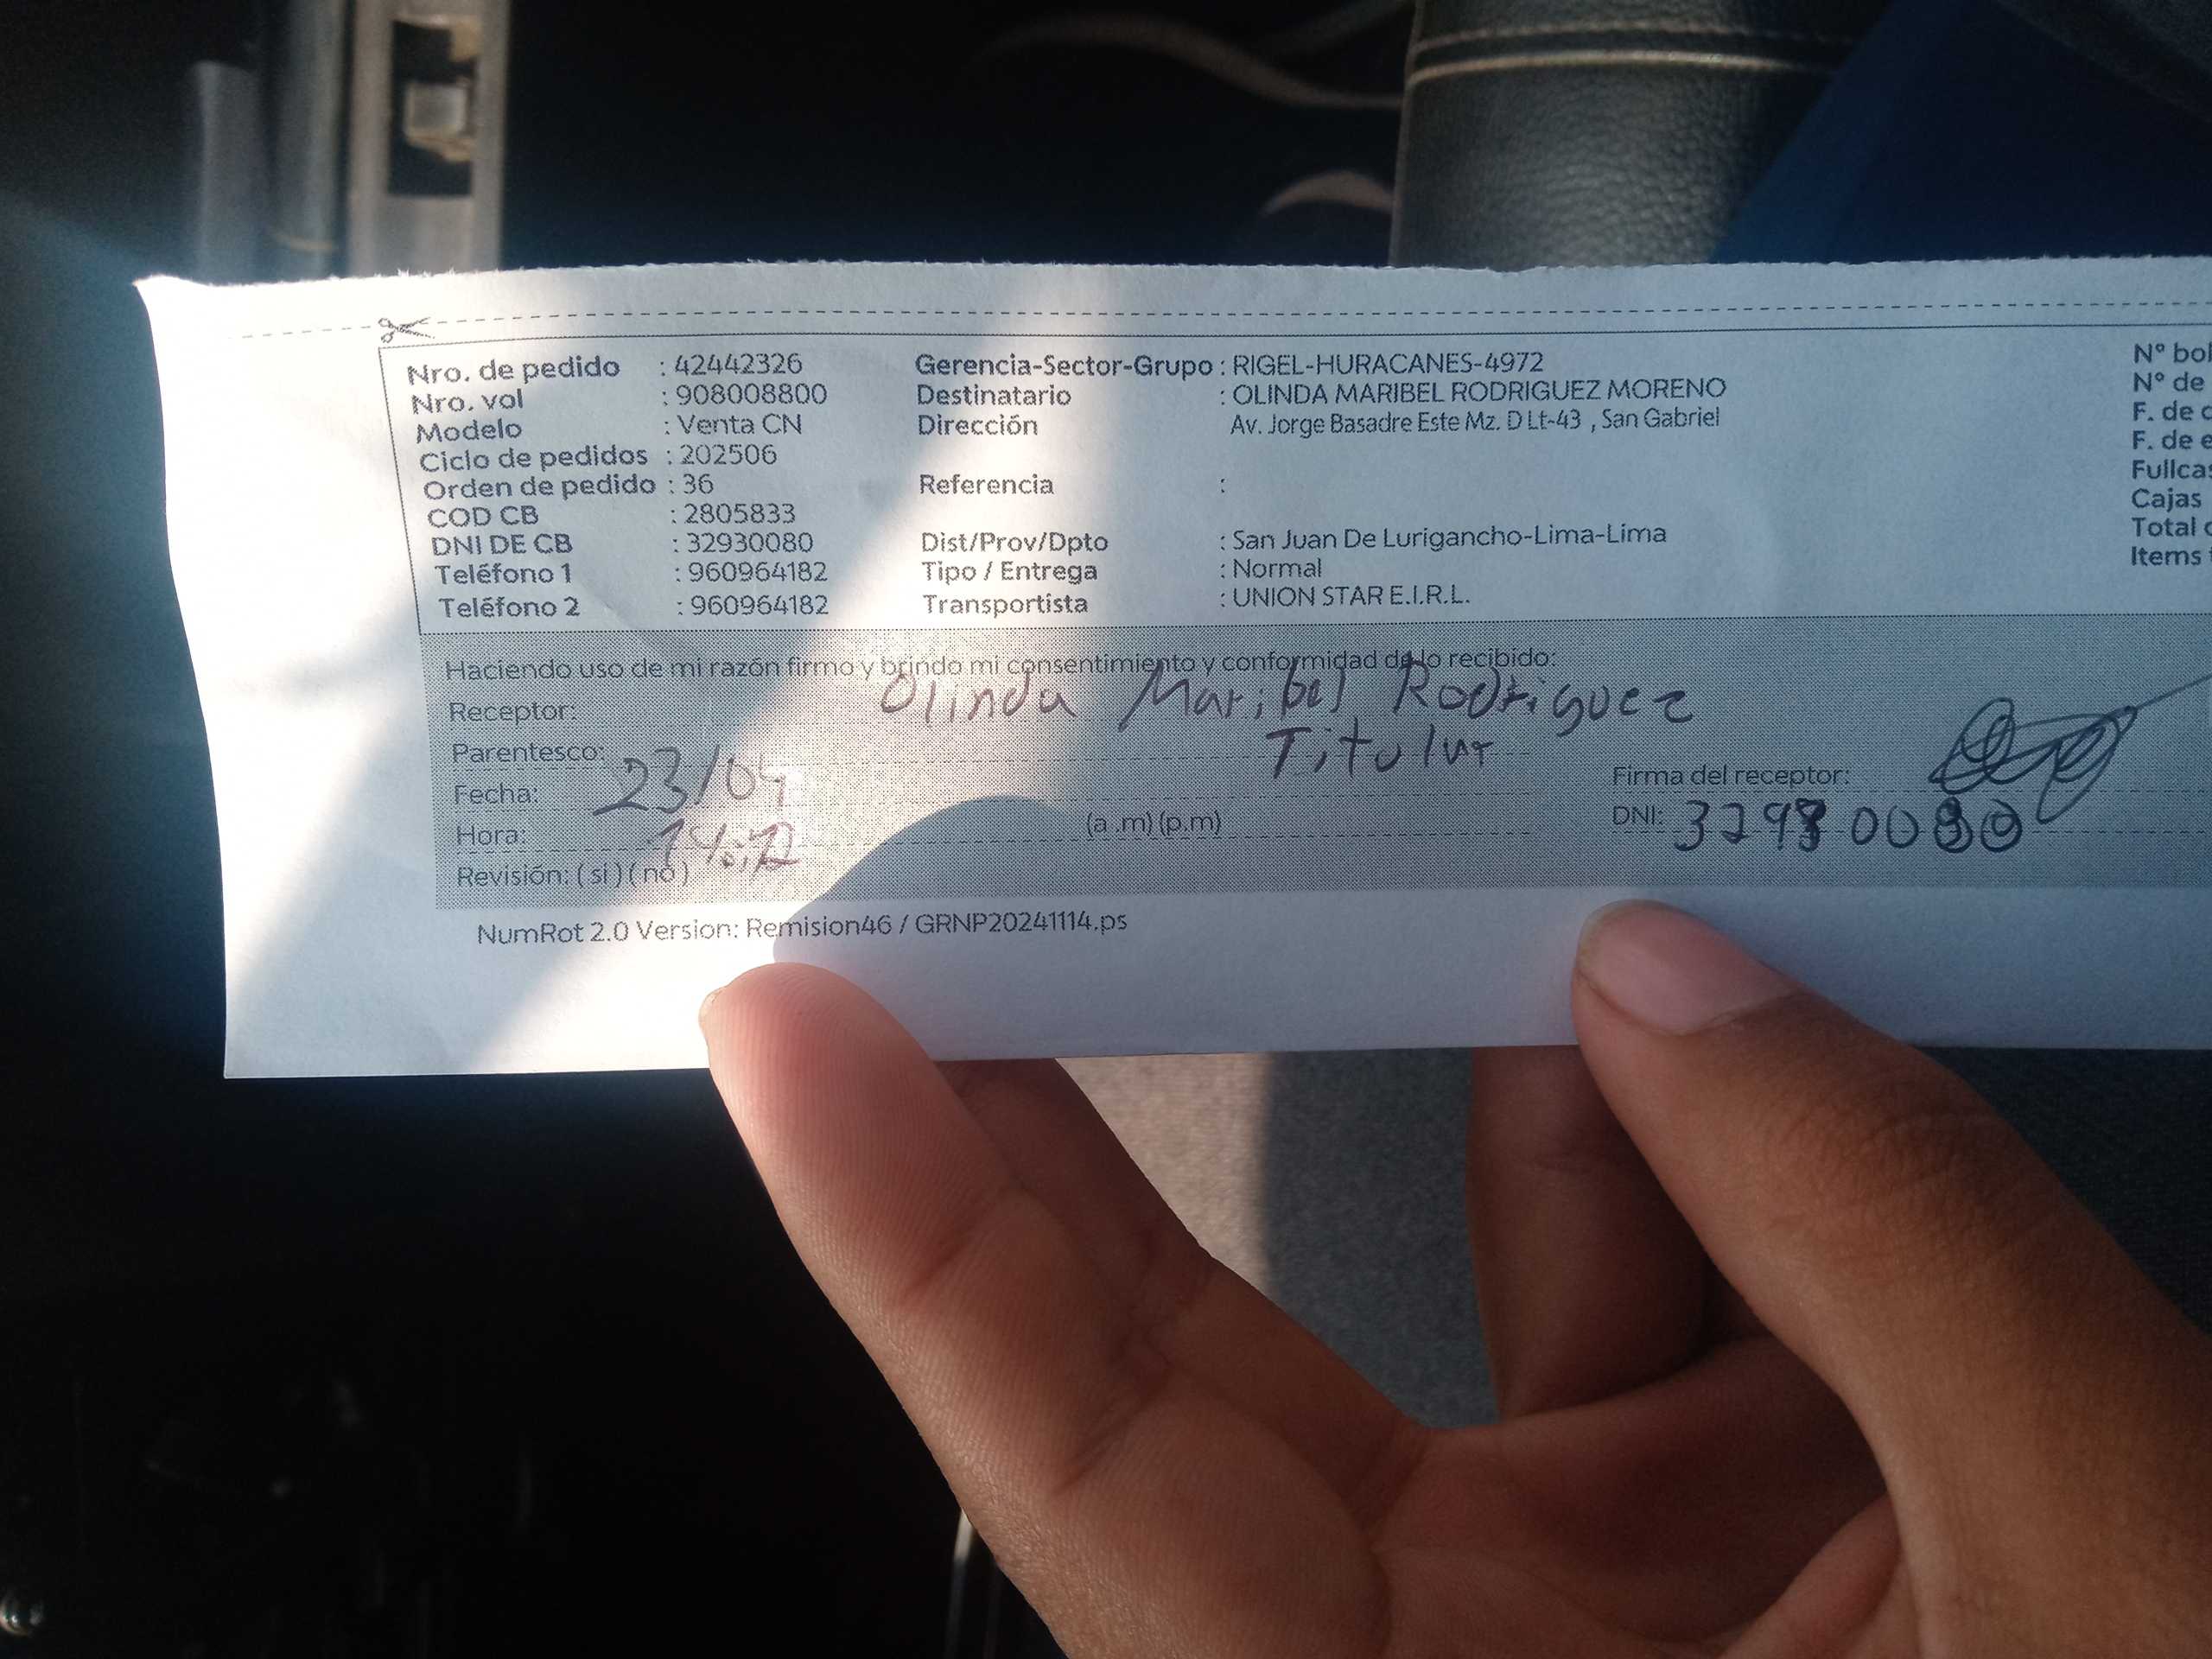 Nro. de pedido : 42442326 Gerencia-Sector-Grupo : RIGEL-HURACANES-4972 Nº bol
Nro. vol : 908008800 Destinatario : OLINDA MARIBEL RODRIGUEZ MORENO Nº de
Modelo : Venta CN Dirección Av. Jorge Basadre Este Mz. D Lt-43 , San Gabriel F. de c
Ciclo de pedidos : 202506 F. de e
Orden de pedido : 36 Referencia : Fullcas
COD CB : 2805833 Cajas
DNI DE CB : 32930080 Dist/Prov/Dpto : San Juan De Lurigancho-Lima-Lima Total c
Teléfono 1 : 960964182 Tipo / Entrega : Normal Items
Teléfono 2 : 960964182 Transportista : UNION STAR E.I.R.L.
Haciendo uso de mi razón firmo y brindo mi consentimiento y conformidad de lo recibido:
Receptor: Olinda Maribel Rodriguez
Parentesco: Titular
Fecha: 23/04 Firma del receptor:
Hora: (a .m) (p.m) DNI:
Revisión: ( si ) ( no )
NumRot 2.0 Version: Remision46 / GRNP20241114.ps